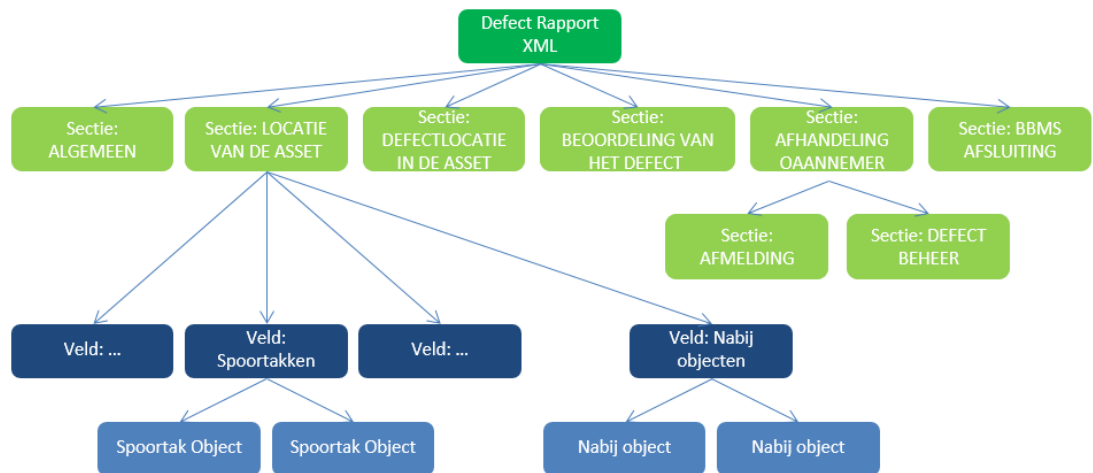 Defect Rapport
XML
Sectie:
ALGEMEEN
Sectie: LOCATIE
VAN DE ASSET
Sectie:
DEFECTLOCATIE
IN DE ASSET
Sectie:
BEOORDELING VAN
HET DEFECT
Sectie:
AFHANDELING
OAANNEMER
Sectie: BBMS
AFSLUITING
Sectie:
AFMELDING
Sectie: DEFECT
BEHEER
Veld: ...
Veld:
Spoortakken
Veld: ...
Veld: Nabij
objecten
Spoortak Object
Spoortak Object
Nabij object
Nabij object